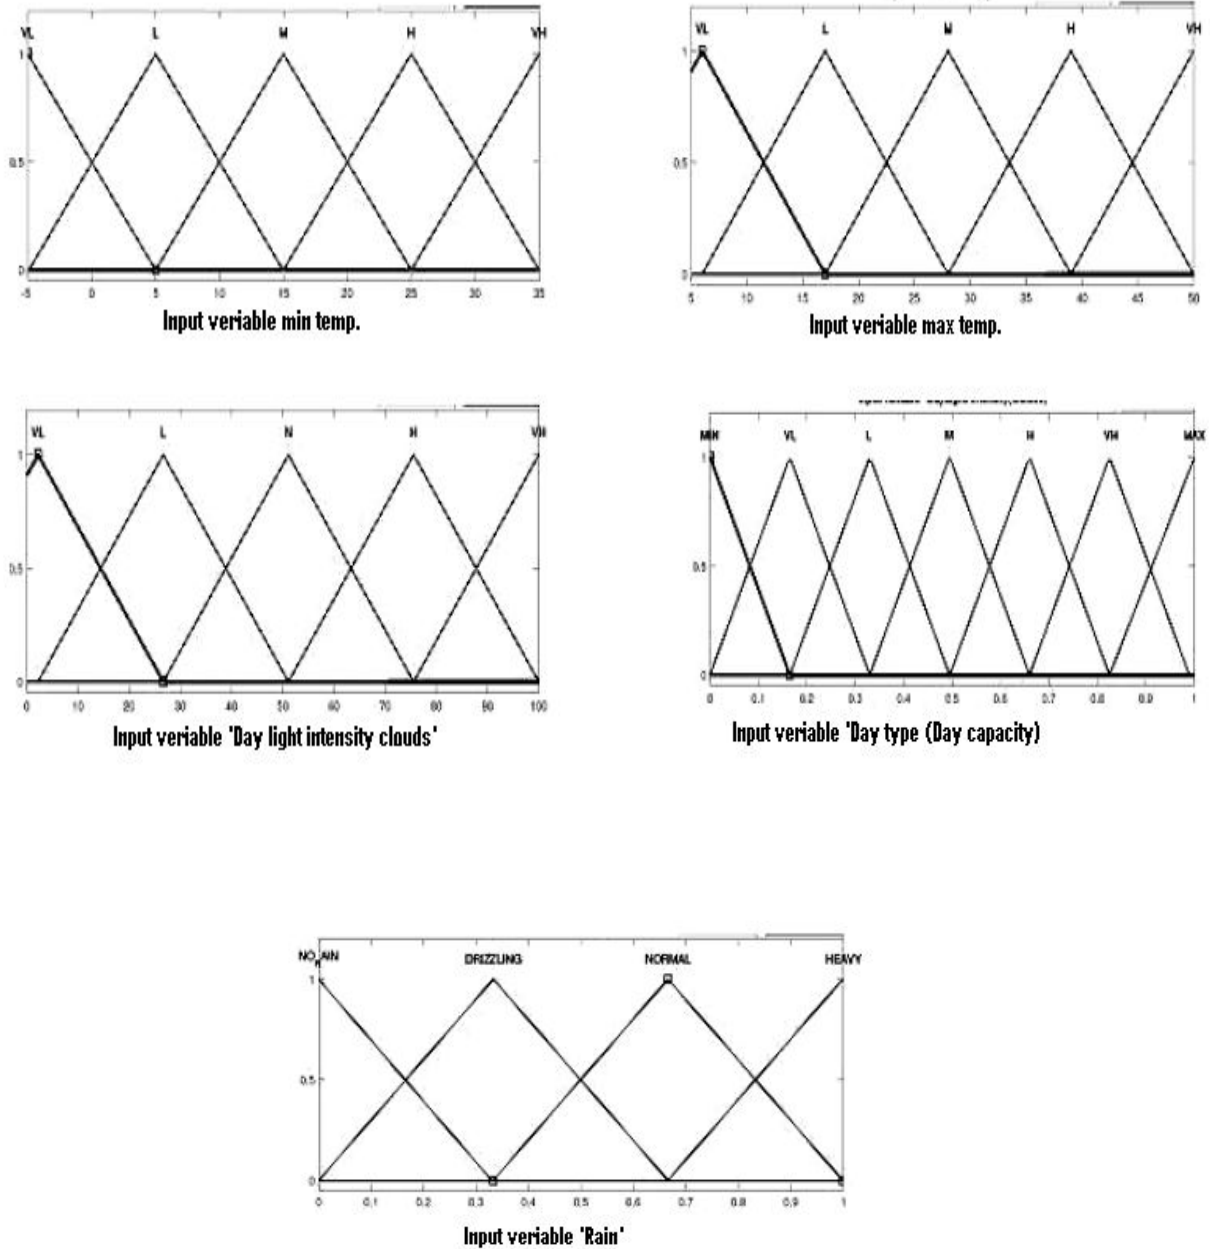 VL L M H VH
1
0.5
0
-5 0 5 10 15 20 25 30 35
Input veriable min temp.
VL L M H VH
1
0.5
0
5 10 15 20 25 30 35 40 45 50
Input veriable max temp.
VL L N H VH
1
0.5
0
0 10 20 30 40 50 60 70 80 90 100
Input veriable 'Day light intensity clouds'
MIN VL L M H VH MAX
1
0.5
0
0 0.1 0.2 0.3 0.4 0.5 0.6 0.7 0.8 0.9 1
Input veriable 'Day type (Day capacity)
DRIZZLING NORMAL HEAVY
1
0.5
0
0 0.1 0.2 0.3 0.4 0.5 0.6 0.7 0.8 0.9 1
Input veriable 'Rain'